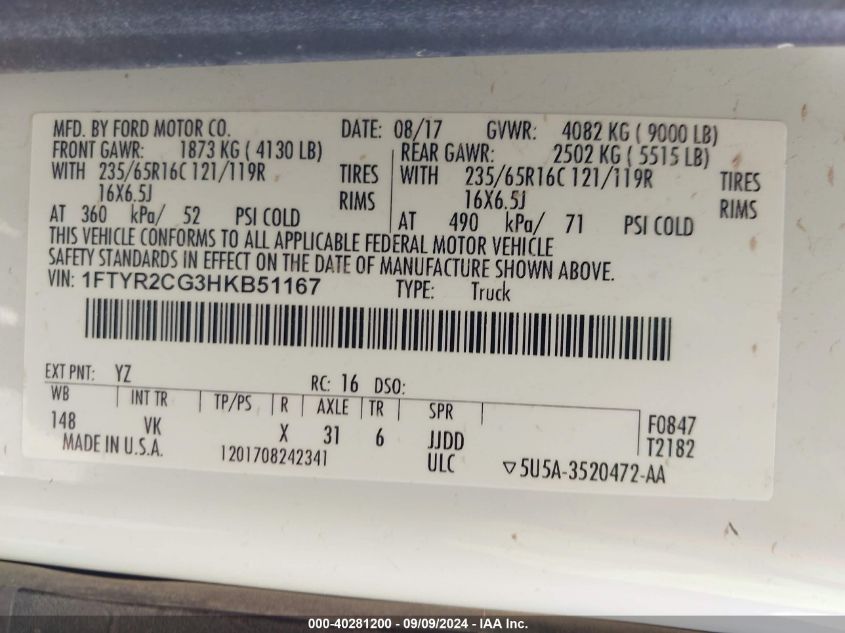 MFD. BY FORD MOTOR CO. DATE: 08/17 GVWR: 4082 KG ( 9000 LB)
FRONT GAWR: 1873 KG ( 4130 LB) REAR GAWR: 2502 KG ( 5515 LB)
WITH 235/65R16C 121/119R TIRES WITH 235/65R16C 121/119R TIRES
16X6.5J RIMS 16X6.5J RIMS
AT 360 kPa/ 52 PSI COLD AT 490 kPa/ 71 PSI COLD
THIS VEHICLE CONFORMS TO ALL APPLICABLE FEDERAL MOTOR VEHICLE
SAFETY STANDARDS IN EFFECT ON THE DATE OF MANUFACTURE SHOWN ABOVE.
VIN: 1FTYR2CG3HKB51167 TYPE: Truck
EXT PNT: YZ RC: 16 DSO:
WB INT TR TP/PS R AXLE TR SPR F0847
148 VK X 31 6 JJDD T2182
MADE IN U.S.A. 1201708242341 ULC ▽5U5A-3520472-AA
000-40281200 - 09/09/2024 - IAA Inc.